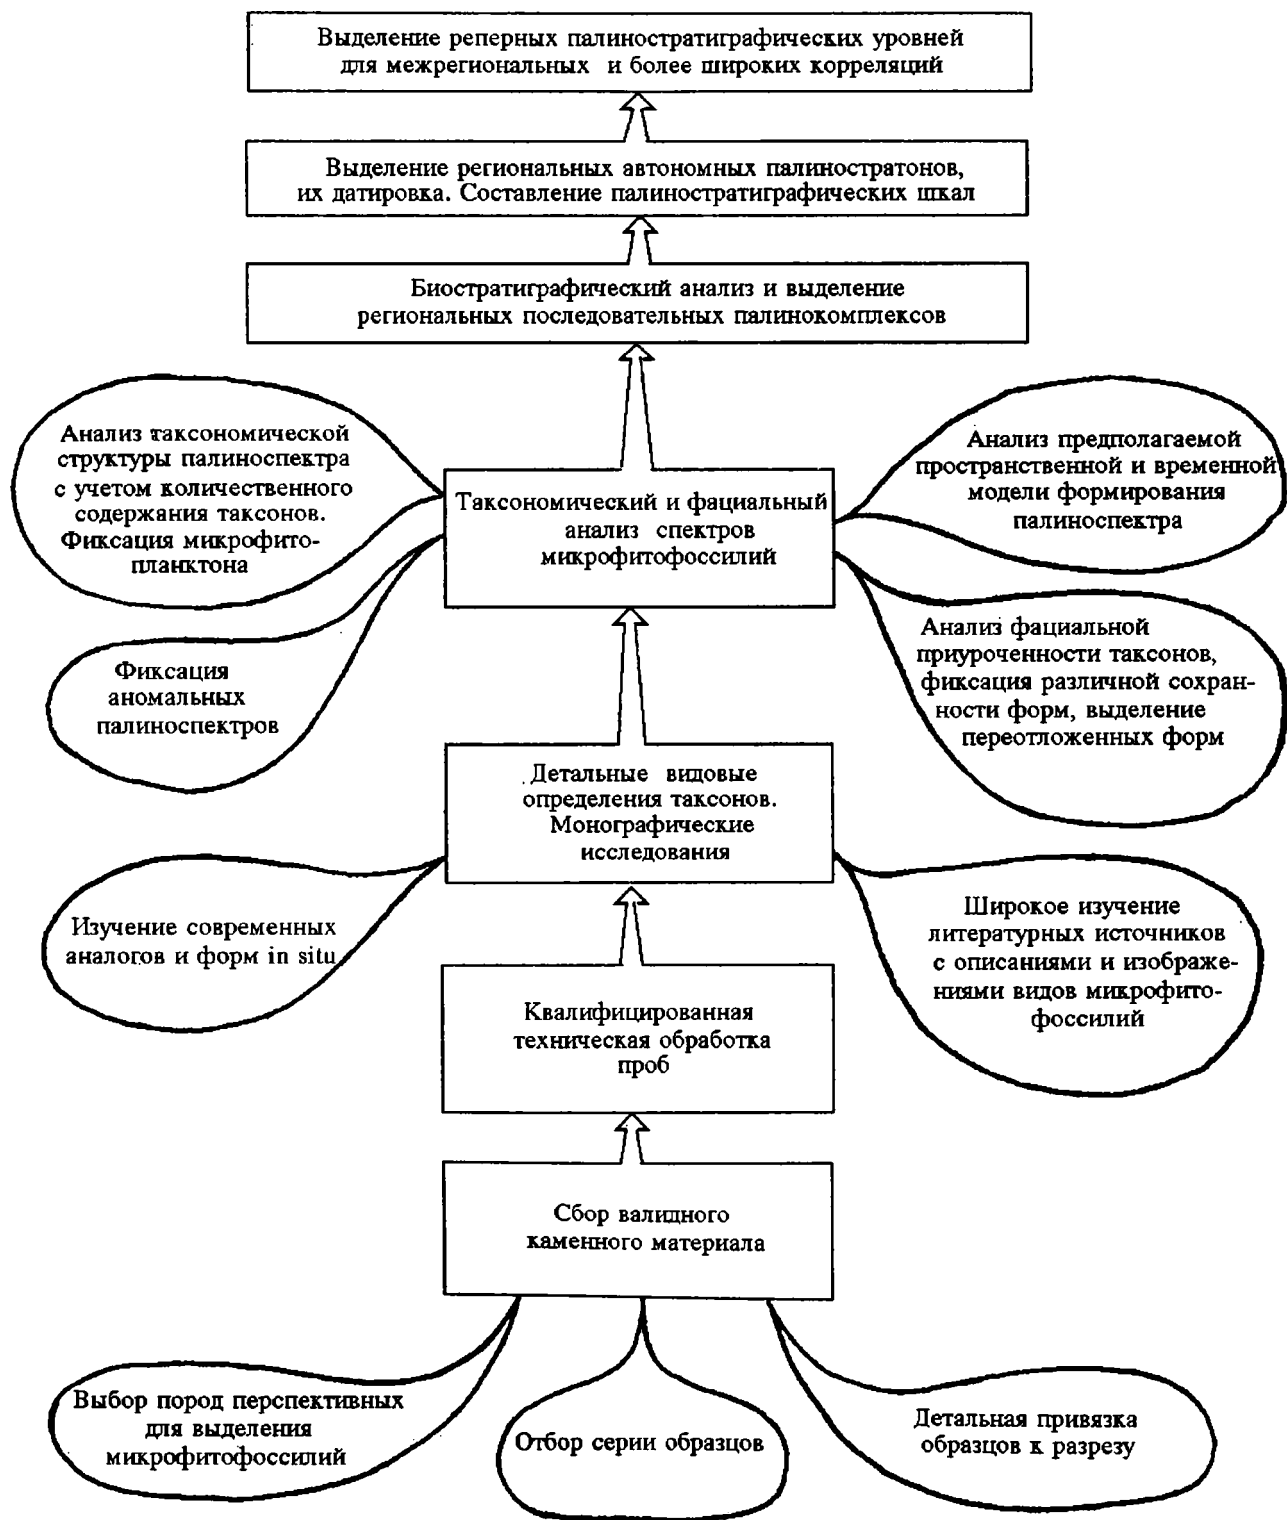 Выделение реперных палиностратиграфических уровней
для межрегиональных и более широких корреляций
Выделение региональных автономных палиностратонов,
их датировка. Составление палиностратиграфических шкал
Биостратиграфический анализ и выделение
региональных последовательных палинокомплексов
Анализ таксономической
структуры палиноспектра
с учетом количественного
содержания таксонов.
Фиксация микрофито-
планктона
Таксономический и фациальный
анализ спектров
микрофитофоссилий
Анализ предполагаемой
пространственной и временной
модели формирования
палиноспектра
Фиксация
аномальных
палиноспектров
Анализ фациальной
приуроченности таксонов,
фиксация различной сохран-
ности форм, выделение
переотложенных форм
Детальные видовые
определения таксонов.
Монографические
исследования
Изучение современных
аналогов и форм in situ
Широкое изучение
литературных источников
с описаниями и изображе-
ниями видов микрофито-
фоссилий
Квалифицированная
техническая обработка
проб
Сбор валидного
каменного материала
Выбор пород перспективных
для выделения
микрофитофоссилий
Отбор серии образцов
Детальная привязка
образцов к разрезу